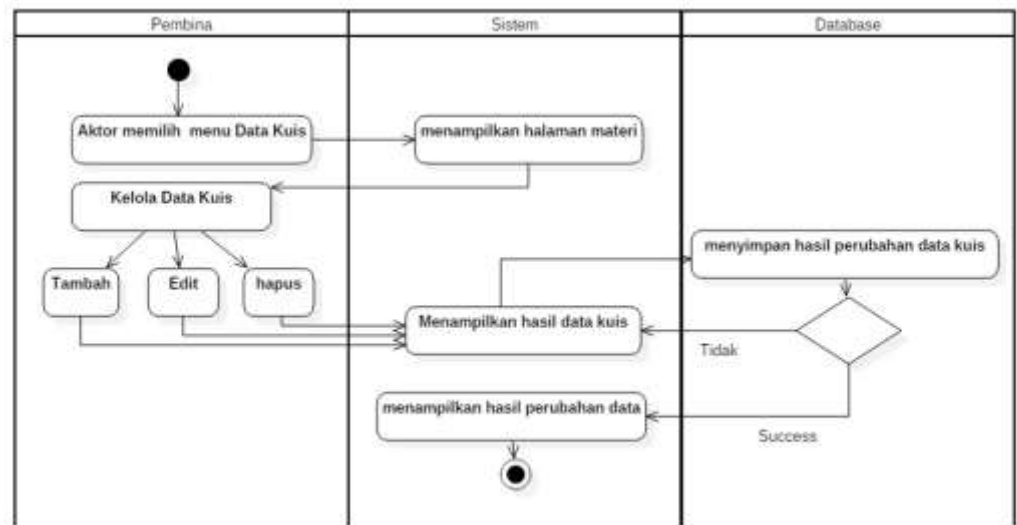 Pembina
Sistem
Database
Aktor memilih menu Data Kuis
menampilkan halaman materi
Kelola Data Kuis
menyimpan hasil perubahan data kuis
Tambah
Edit
hapus
Menampilkan hasil data kuis
Tidak
menampilkan hasil perubahan data
Success